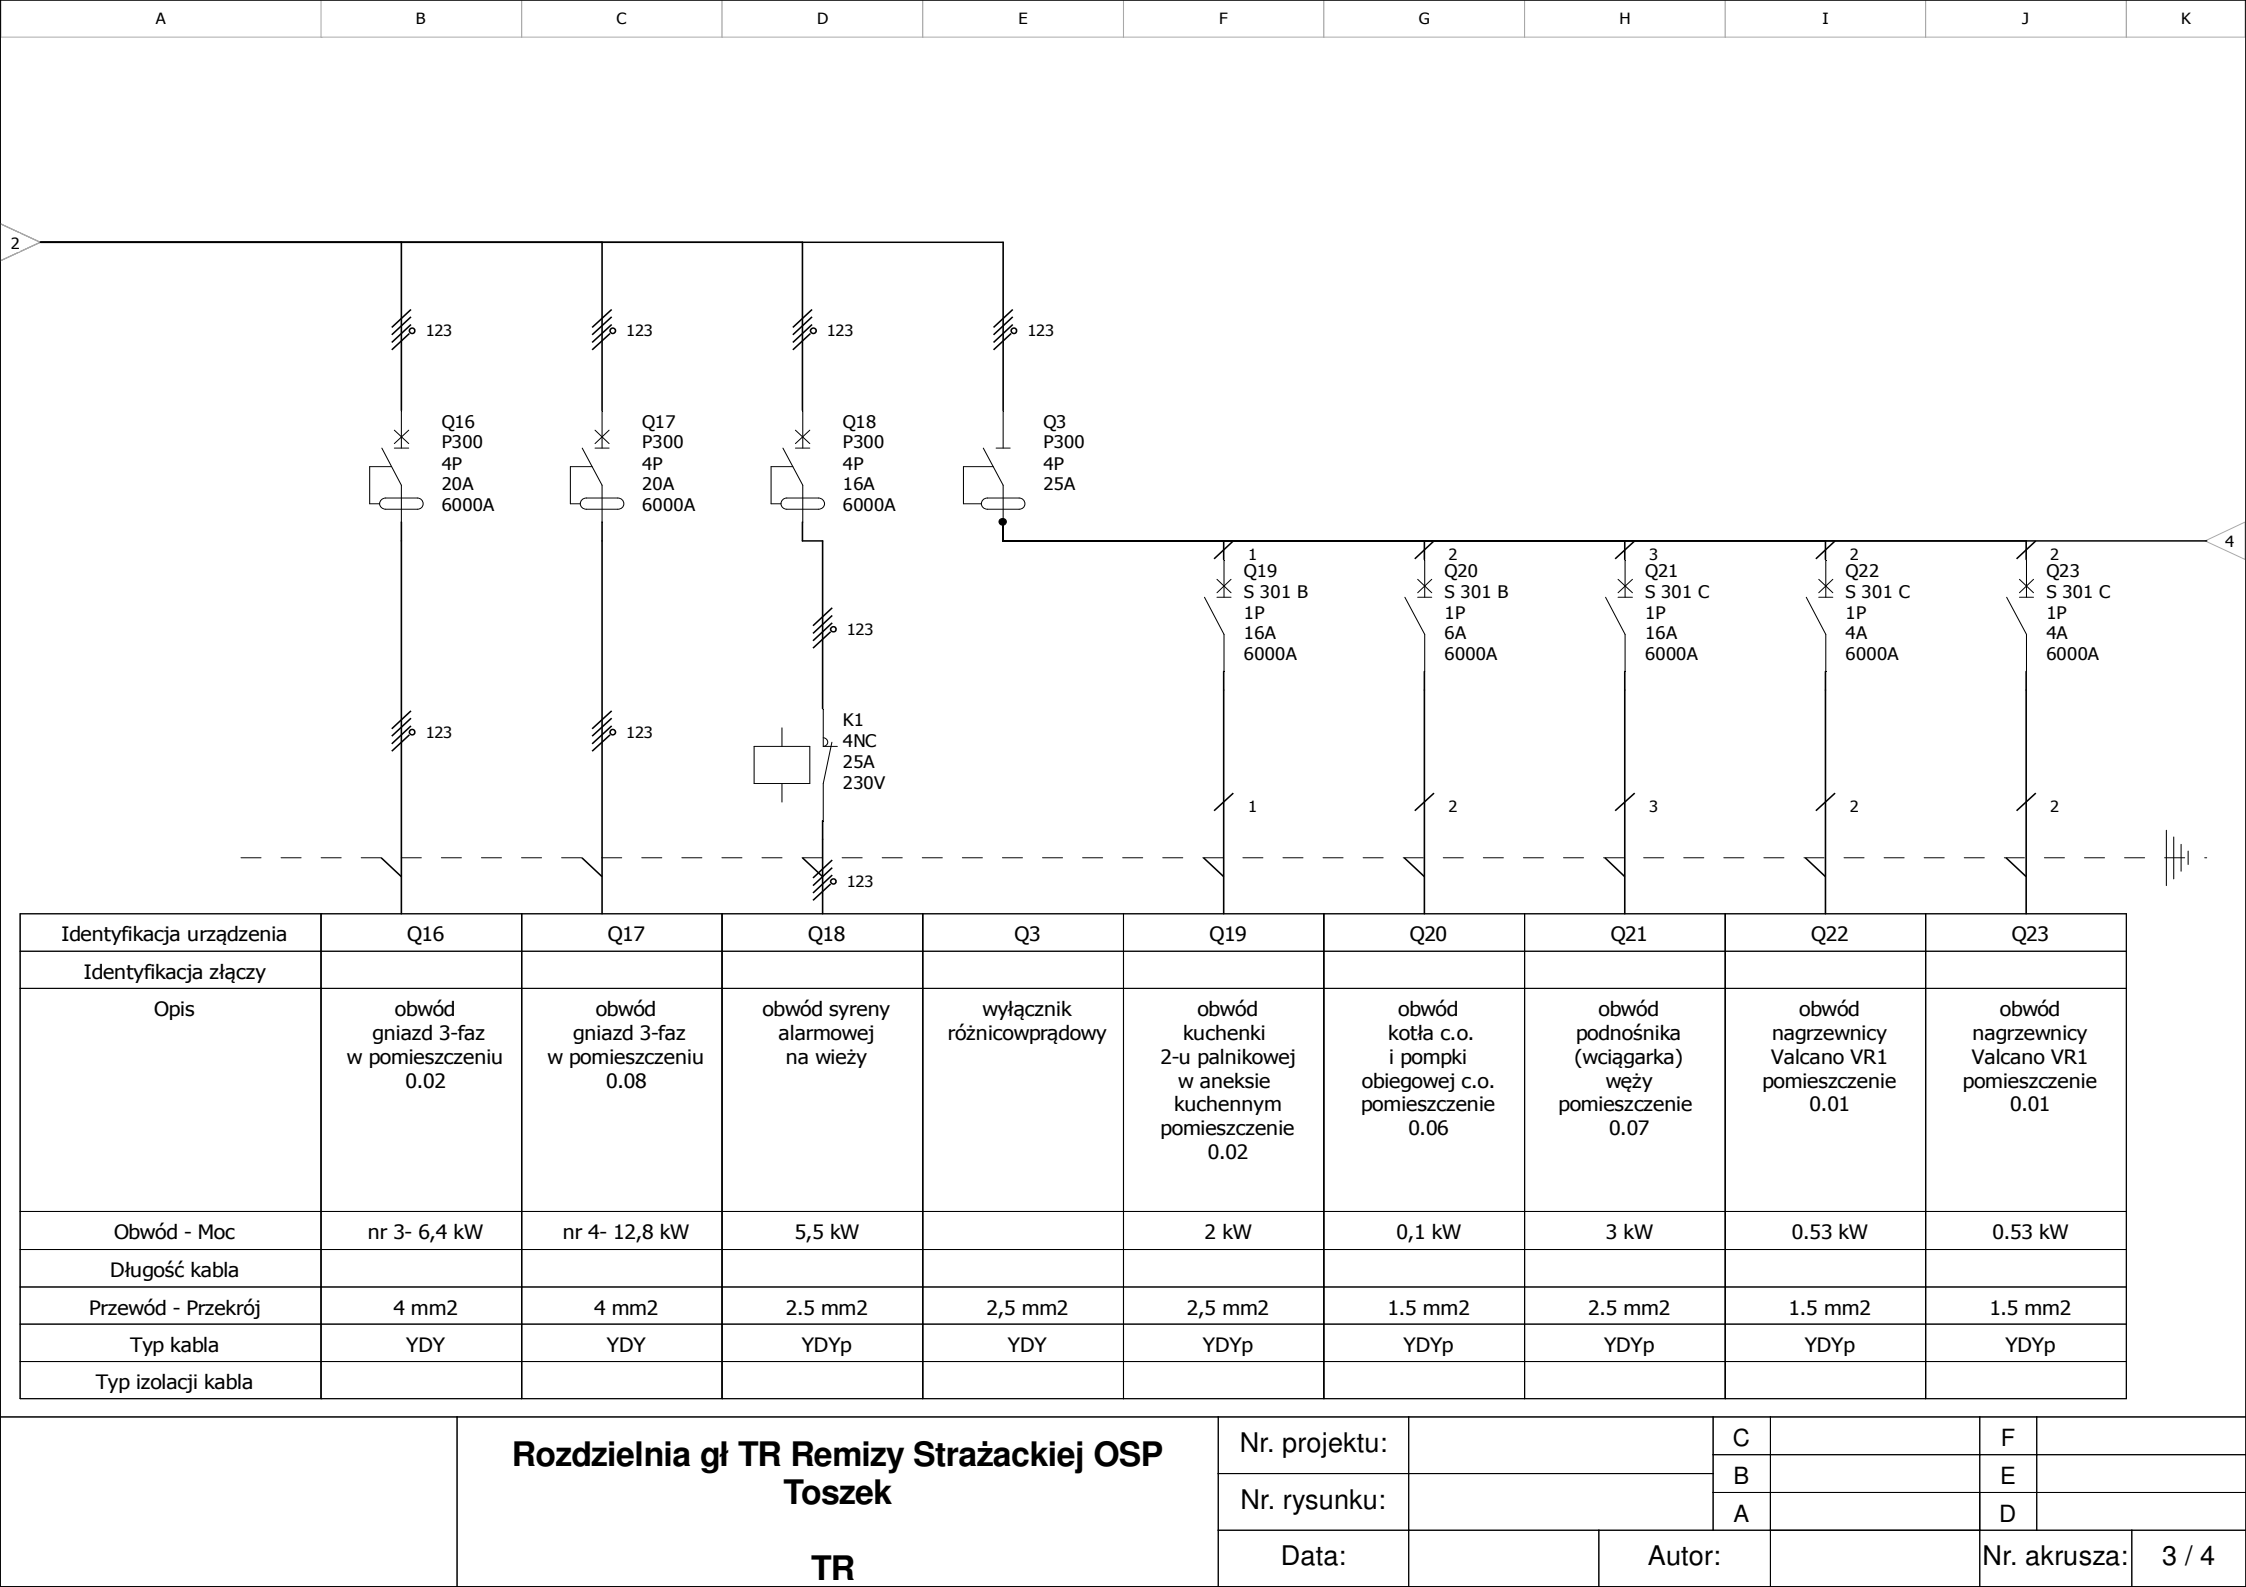 A B C D E F G H I J K
2
123 123 123 123
Q16
P300
4P
20A
6000A
Q17
P300
4P
20A
6000A
Q18
P300
4P
16A
6000A
Q3
P300
4P
25A
4
1 2 3 2 2
Q19
S 301 B
1P
16A
6000A
Q20
S 301 B
1P
6A
6000A
Q21
S 301 C
1P
16A
6000A
Q22
S 301 C
1P
4A
6000A
Q23
S 301 C
1P
4A
6000A
123
123 123
K1
4NC
25A
230V
1 2 3 2 2
123
Identyfikacja urządzenia Q16 Q17 Q18 Q3 Q19 Q20 Q21 Q22 Q23
Identyfikacja złączy
Opis
obwód
gniazd 3-faz
w pomieszczeniu
0.02
obwód
gniazd 3-faz
w pomieszczeniu
0.08
obwód syreny
alarmowej
na wieży
wyłącznik
różnicowprądowy
obwód
kuchenki
2-u palnikowej
w aneksie
kuchennym
pomieszczenie
0.02
obwód
kotła c.o.
i pompki
obiegowej c.o.
pomieszczenie
0.06
obwód
podnośnika
(wciągarka)
węży
pomieszczenie
0.07
obwód
nagrzewnicy
Valcano VR1
pomieszczenie
0.01
obwód
nagrzewnicy
Valcano VR1
pomieszczenie
0.01
Obwód - Moc nr 3- 6,4 kW nr 4- 12,8 kW 5,5 kW 2 kW 0,1 kW 3 kW 0.53 kW 0.53 kW
Długość kabla
Przewód - Przekrój 4 mm2 4 mm2 2.5 mm2 2,5 mm2 2,5 mm2 1.5 mm2 2.5 mm2 1.5 mm2 1.5 mm2
Typ kabla YDY YDY YDYp YDY YDYp YDYp YDYp YDYp YDYp
Typ izolacji kabla
Rozdzielnia gł TR Remizy Strażackiej OSP
Toszek
TR
Nr. projektu:
Nr. rysunku:
C F
B E
A D
Data: Autor: Nr. akrusza: 3 / 4